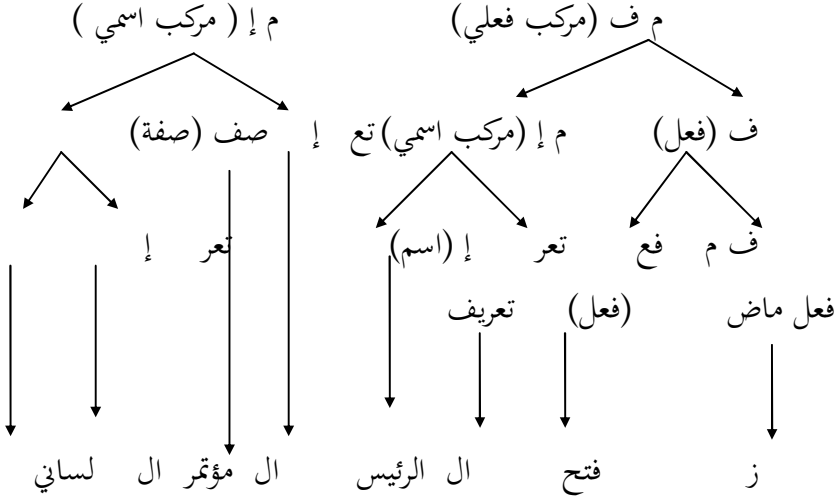 م ف (مركب فعلي) م إ ( مركب اسمي )
ف (فعل) م إ (مركب اسمي) تع إ صف (صفة)
ف م فع تعر إ (اسم) تعر إ
فعل ماض (فعل) تعريف
ز فتح ال الرئيس ال مؤتمر ال لساني